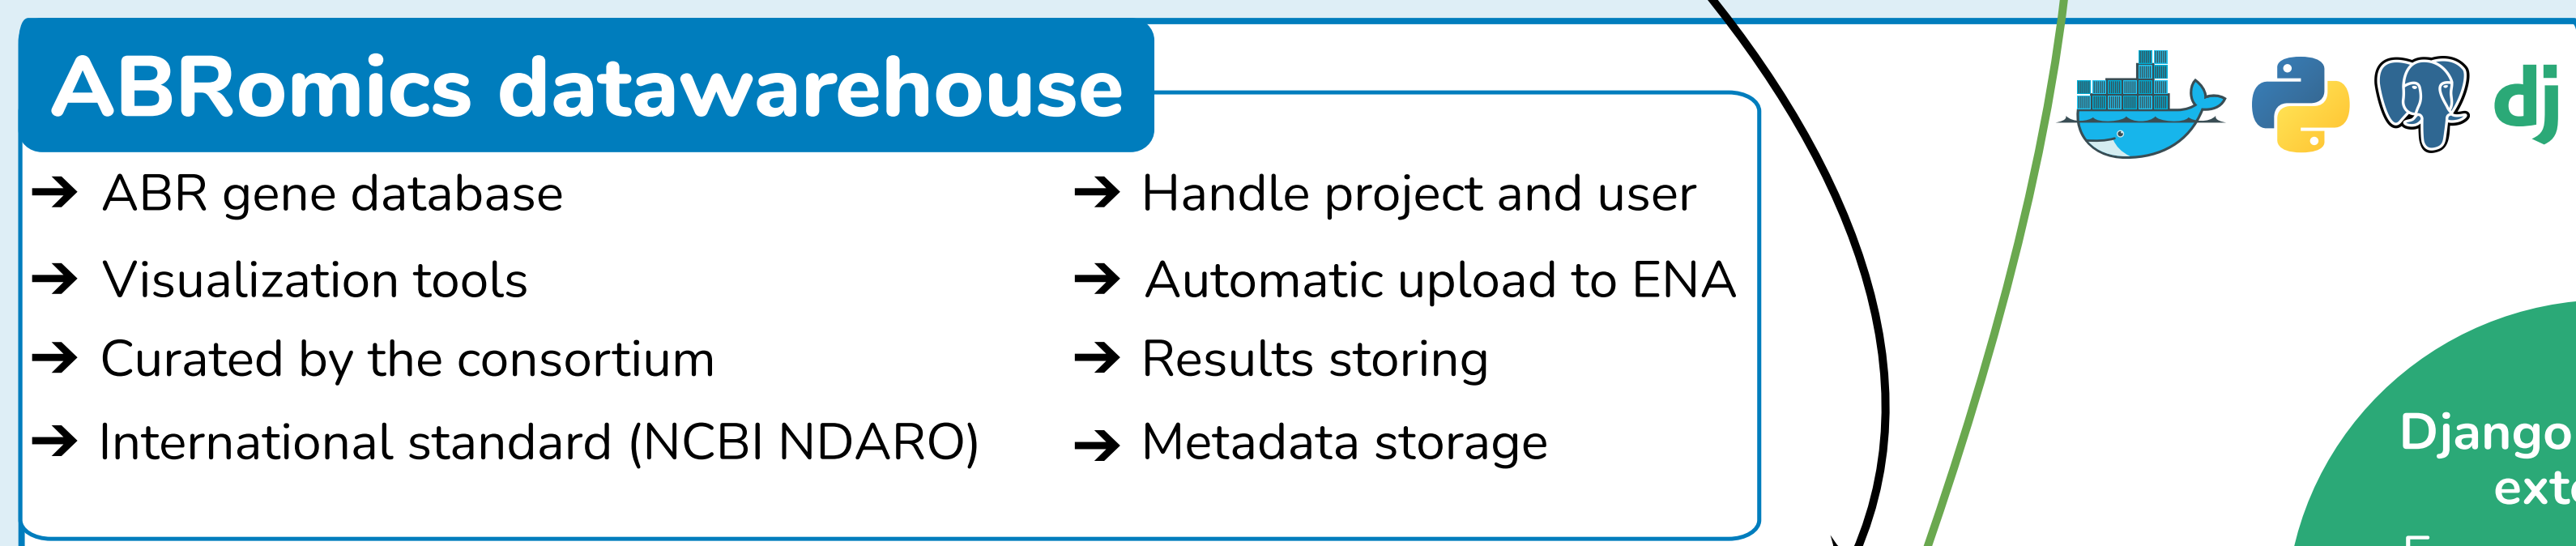 ABRomics datawarehouse
ABR gene database
Visualization tools
Curated by the consortium
International standard (NCBI NDARO)
Handle project and user
Automatic upload to ENA
Results storing
Metadata storage
dj
Django